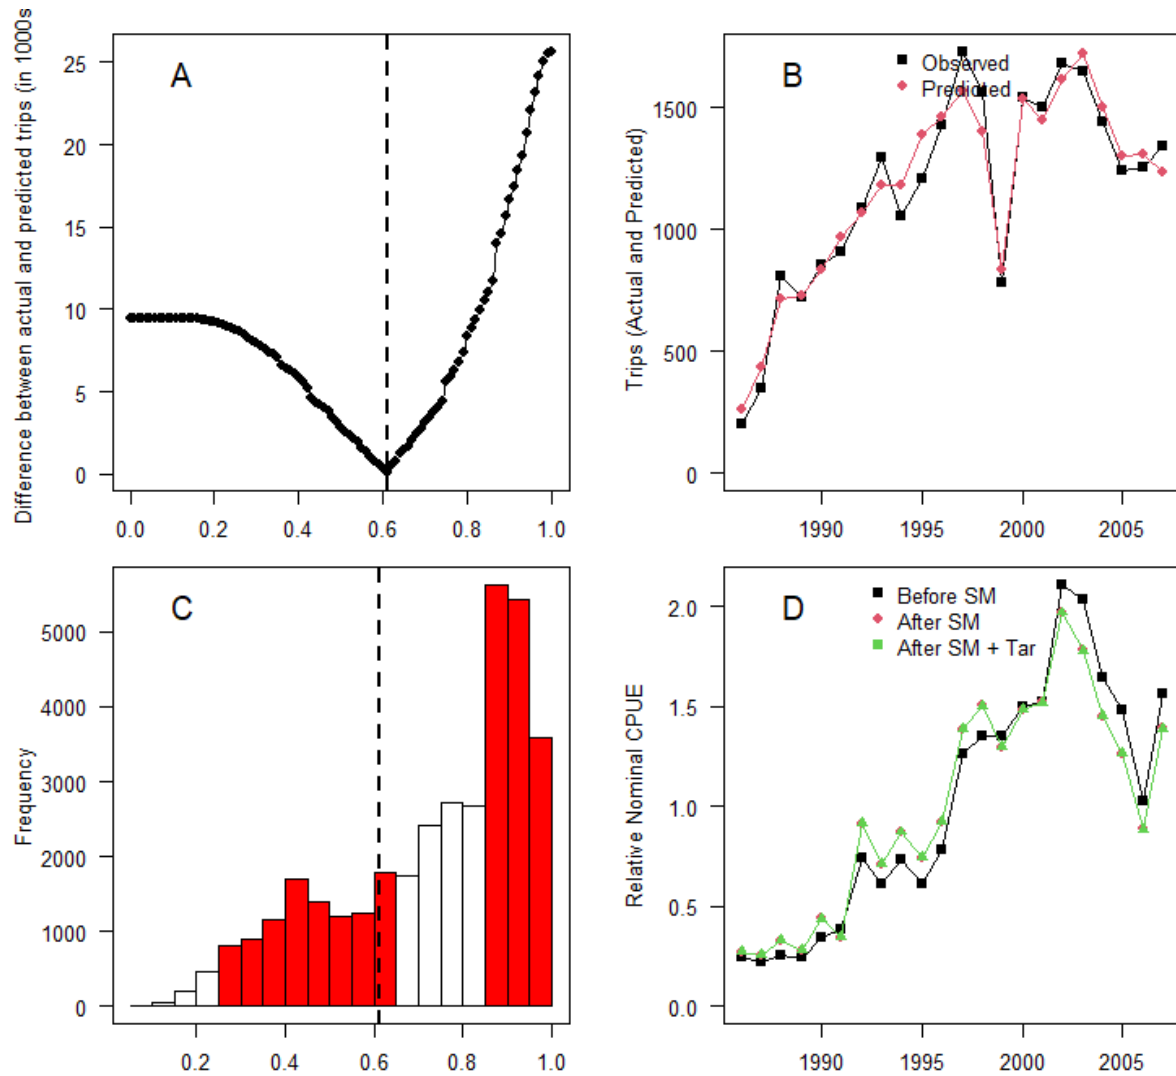 Difference between actual and predicted trips (in 1000s
A
25
20
15
10
5
0
0.0 0.2 0.4 0.6 0.8 1.0
Trips (Actual and Predicted)
B
Observed
Predicted
1500
1000
500
0
1990 1995 2000 2005
Frequency
C
5000
4000
3000
2000
1000
0
0.2 0.4 0.6 0.8 1.0
Relative Nominal CPUE
D
Before SM
After SM
After SM + Tar
2.0
1.5
1.0
0.5
0.0
1990 1995 2000 2005